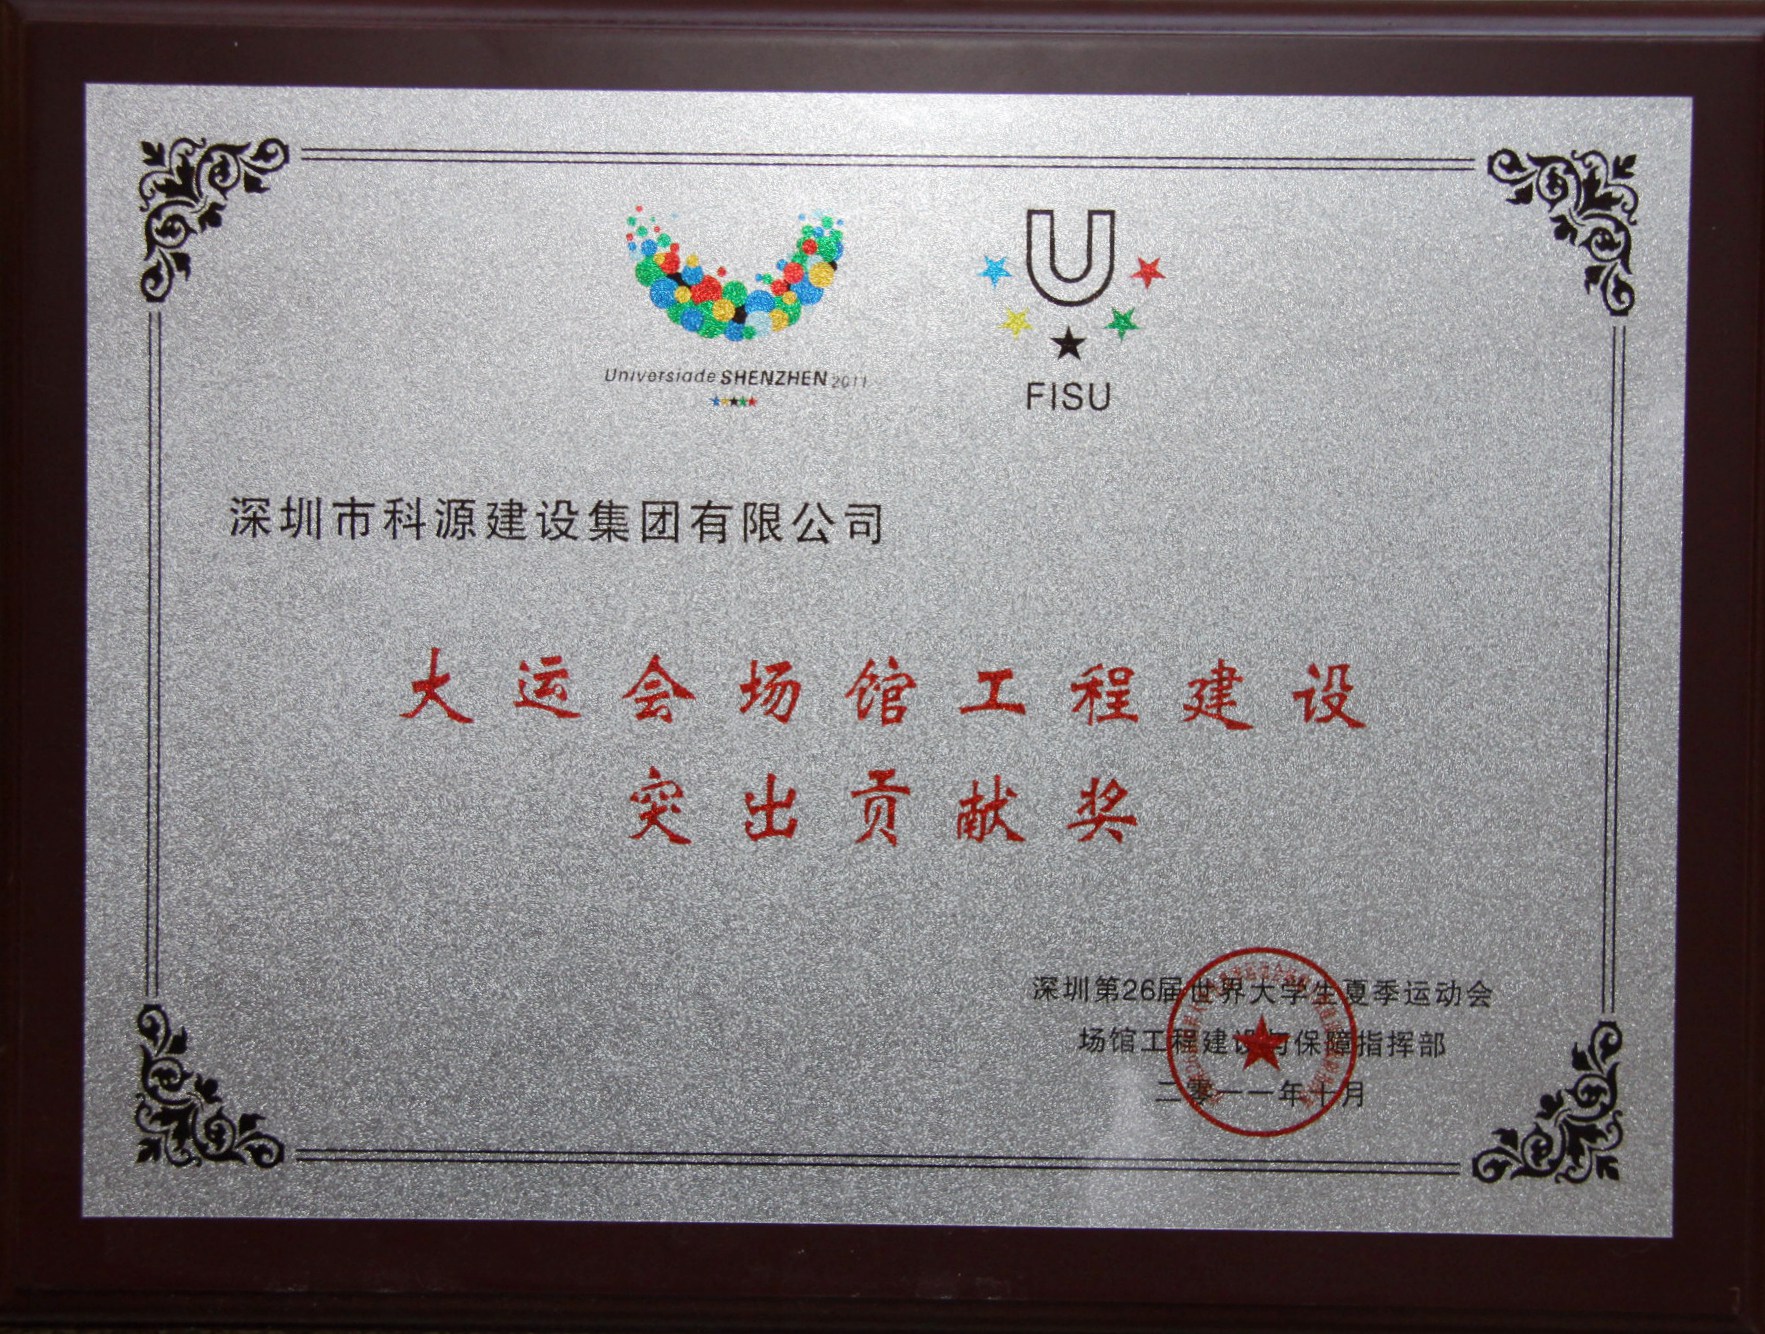 Universiade SHENZHEN 2011
FISU
深圳市科源建设集团有限公司
大运会场馆工程建设
突出贡献奖
深圳第26届世界大学生夏季运动会
场馆工程建设与保障指挥部
二零一一年十月